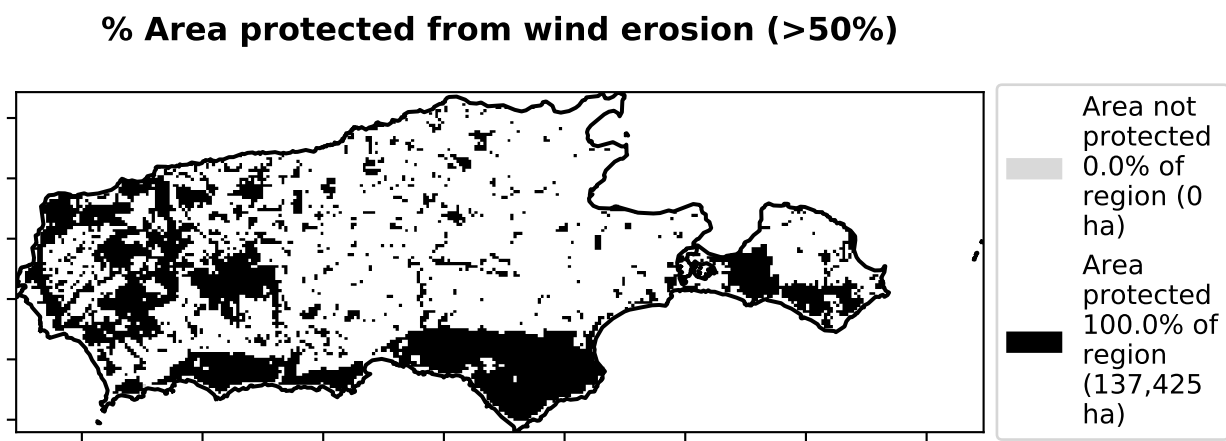 % Area protected from wind erosion (>50%)
Area not
protected
0.0% of
region (0
ha)
Area
protected
100.0% of
region
(137,425
ha)